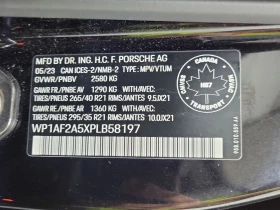 MFD. BY DR. ING. H.C. F. PORSCHE AG
05/23 CAN ICES-2/NMB-2 TYPE: MPV/VTUM
GVWR/PNBV 2580 KG
GAWR FR/PNBE AV 1290 KG WITH/AVEC:
TIRES/PNEUS 265/40 R21 RIMS/JANTES 9.5JX21
GAWR RR/PNBE AR 1360 KG WITH/AVEC:
TIRES/PNEUS 295/35 R21 RIMS/JANTES 10.0JX21
WP1AF2A5XPLB58197
CANADA
H07